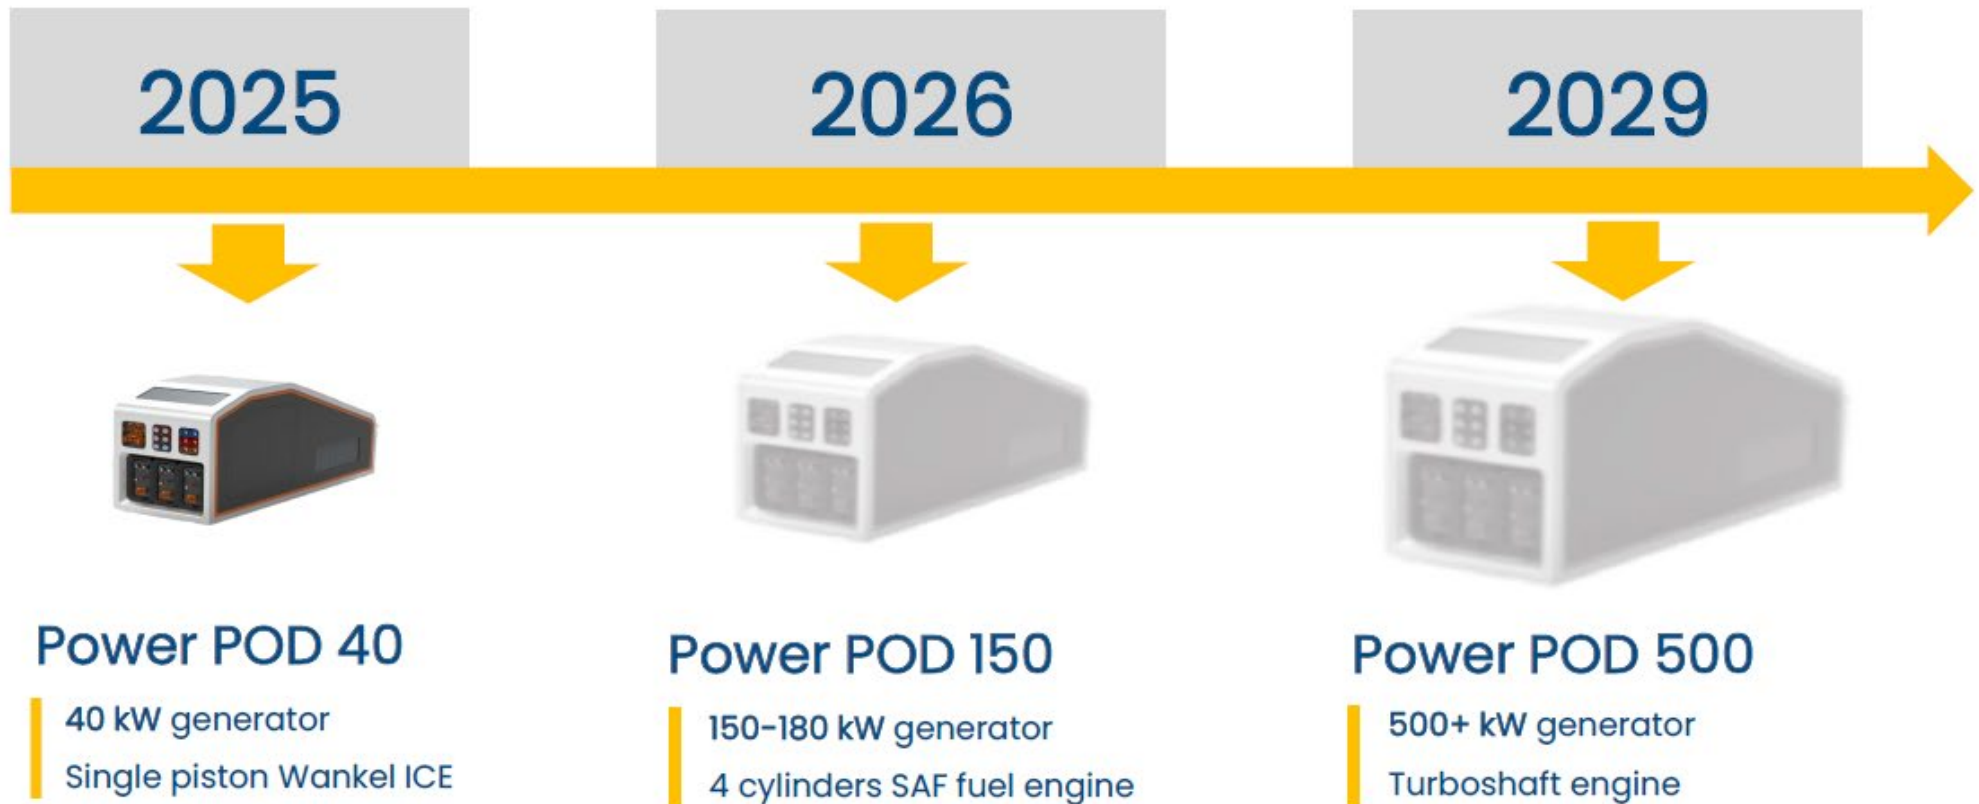 2025
2026
2029
Power POD 40
40 kW generator
Single piston Wankel ICE
Power POD 150
150-180 kW generator
4 cylinders SAF fuel engine
Power POD 500
500+ kW generator
Turboshaft engine